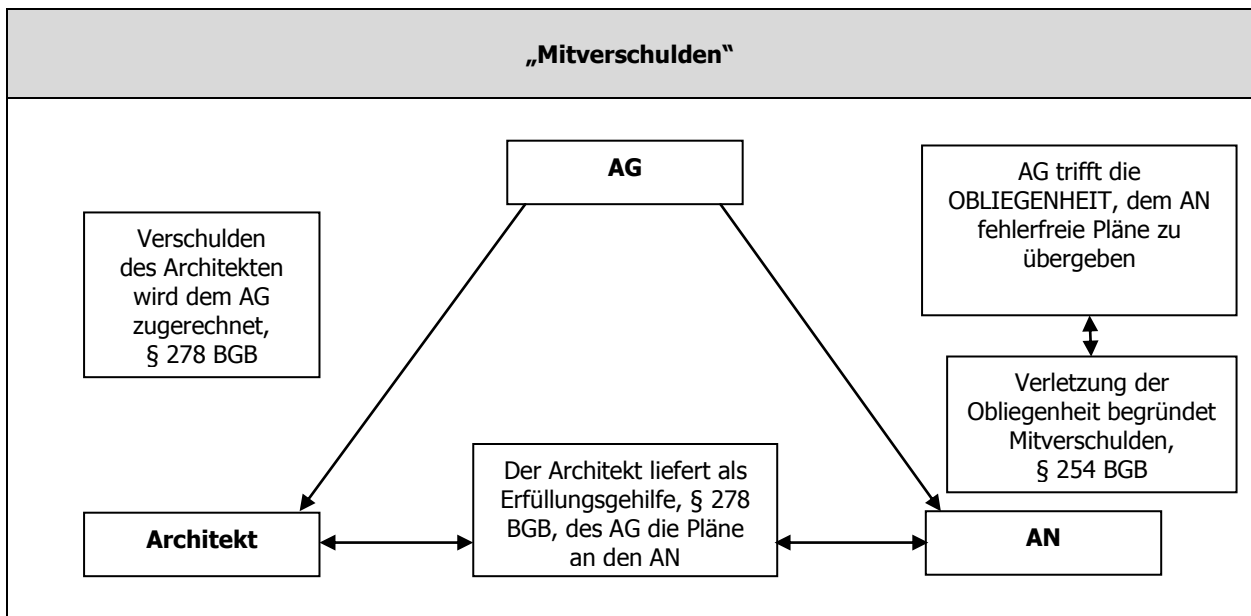 „Mitverschulden“
AG
AG trifft die
OBLIEGENHEIT, dem AN
fehlerfreie Pläne zu
übergeben
Verschulden
des Architekten
wird dem AG
zugerechnet,
§ 278 BGB
Verletzung der
Obliegenheit begründet
Mitverschulden,
§ 254 BGB
Der Architekt liefert als
Erfüllungsgehilfe, § 278
BGB, des AG die Pläne
an den AN
Architekt
AN